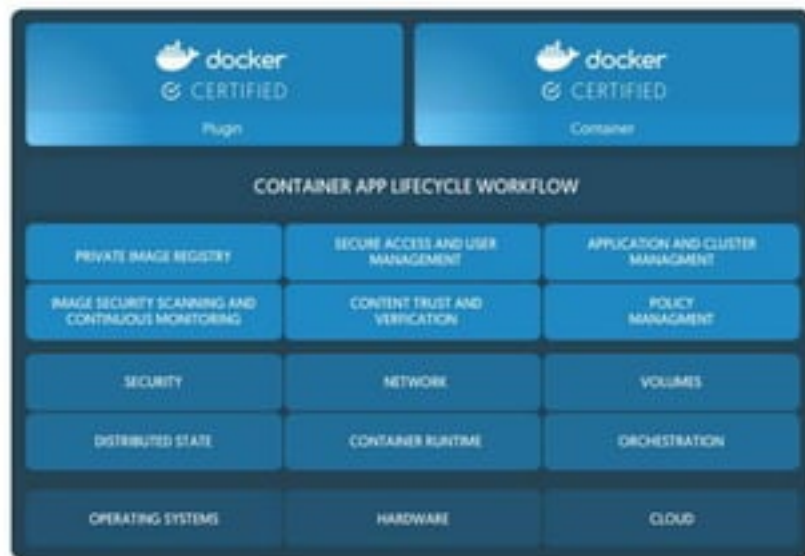 docker docker
CERTIFIED CERTIFIED
Plugin Container
CONTAINER APP LIFECYCLE WORKFLOW
PRIVATE IMAGE REGISTRY
SECURE ACCESS AND USER
MANAGEMENT
APPLICATION AND CLUSTER
MANAGMENT
IMAGE SECURITY SCANNING AND
CONTINUOUS MONITORING
CONTENT TRUST AND
VERFICATION
POLICY
MANAGMENT
SECURITY NETWORK VOLUMES
DISTRIBUTED STATE CONTAINER RUNTIME ORCHESTRATION
OPERATING SYSTEMS HARDWARE CLOUD